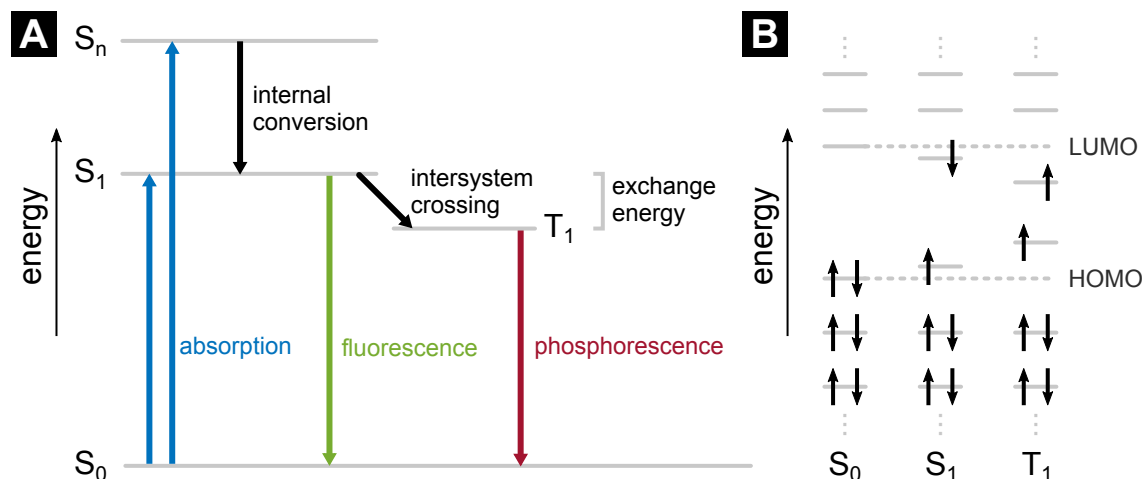 A
Sn
internal
conversion
energy
S1
intersystem
crossing
exchange
energy
T1
absorption
fluorescence
phosphorescence
S0
B
energy
LUMO
HOMO
S0
S1
T1